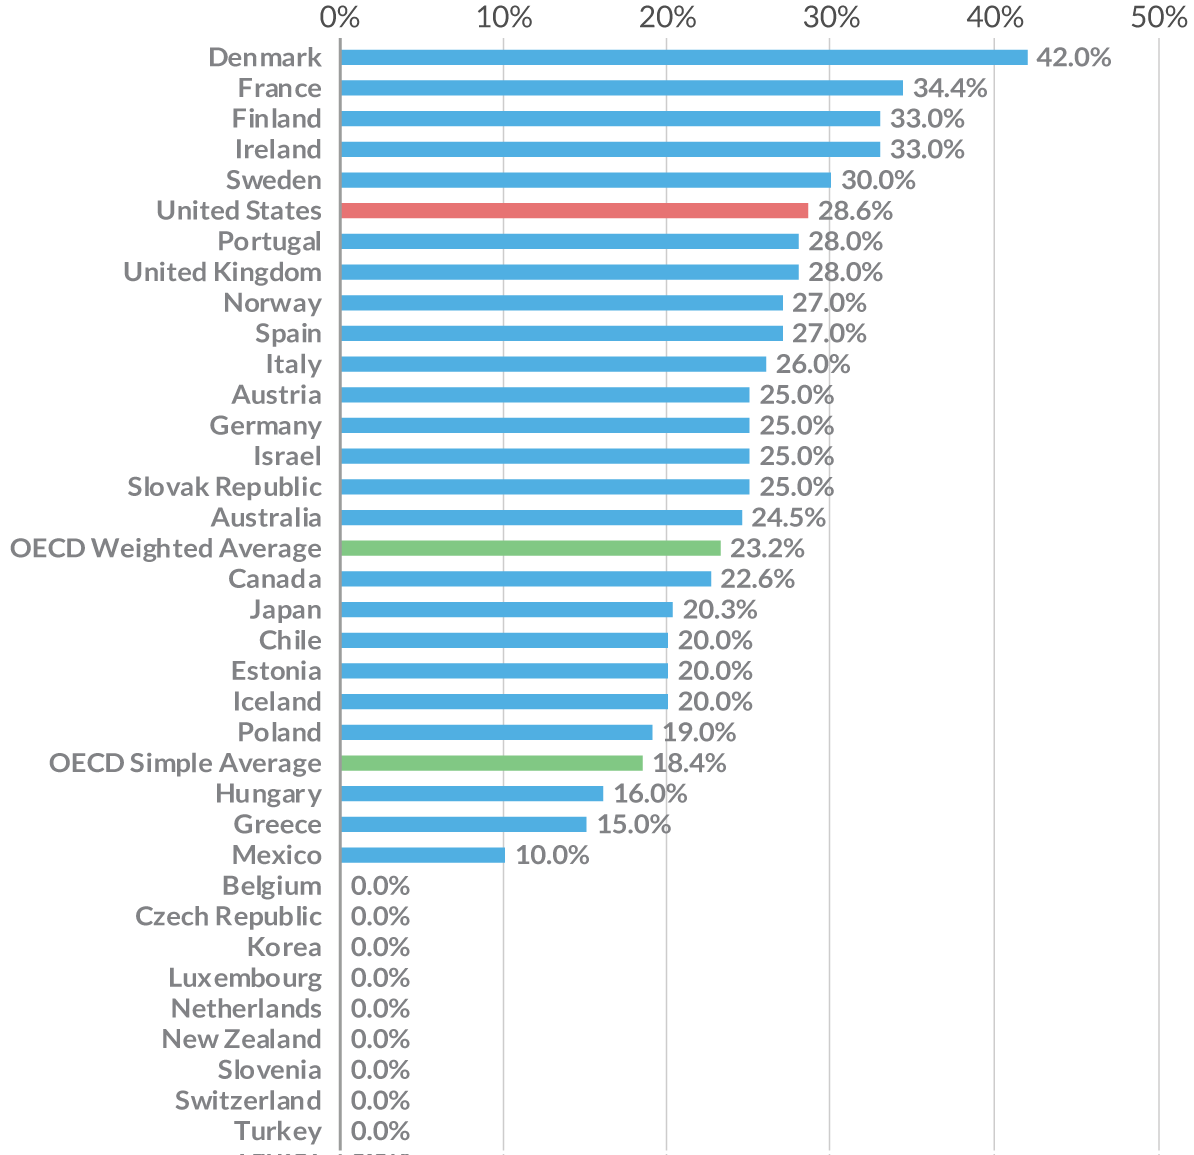 0% 10% 20% 30% 40% 50%
Denmark 42.0%
France 34.4%
Finland 33.0%
Ireland 33.0%
Sweden 30.0%
United States 28.6%
Portugal 28.0%
United Kingdom 28.0%
Norway 27.0%
Spain 27.0%
Italy 26.0%
Austria 25.0%
Germany 25.0%
Israel 25.0%
Slovak Republic 25.0%
Australia 24.5%
OECD Weighted Average 23.2%
Canada 22.6%
Japan 20.3%
Chile 20.0%
Estonia 20.0%
Iceland 20.0%
Poland 19.0%
OECD Simple Average 18.4%
Hungary 16.0%
Greece 15.0%
Mexico 10.0%
Belgium 0.0%
Czech Republic 0.0%
Korea 0.0%
Luxembourg 0.0%
Netherlands 0.0%
New Zealand 0.0%
Slovenia 0.0%
Switzerland 0.0%
Turkey 0.0%